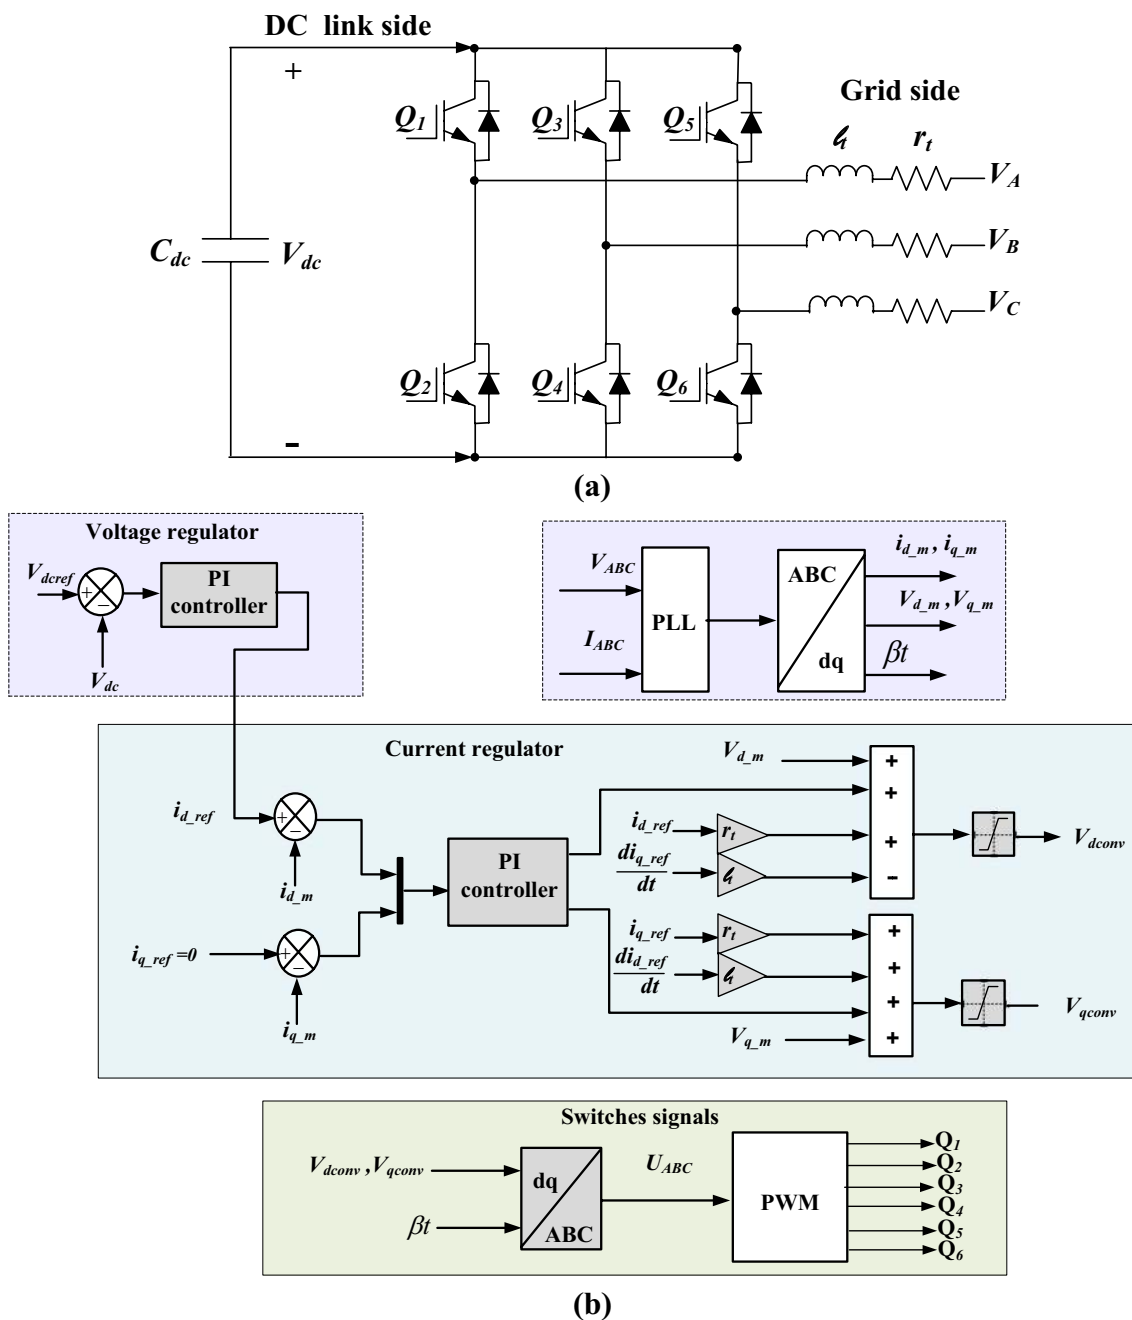 DC link side
+
Grid side
Q1
Q3
Q5
rt
VA
Cdc
Vdc
VB
VC
Q2
Q4
Q6
-
(a)
Voltage regulator
Vdcref
+
−
PI
controller
Vdc
VABC
IABC
PLL
ABC
dq
id_m , iq_m
Vd_m , Vq_m
βt
Current regulator
id_ref
+
−
id_m
iq_ref =0
+
−
iq_m
PI
controller
Vd_m
id_ref
rt
diq_ref
dt
+
+
+
−
Vdconv
iq_ref
rt
did_ref
dt
Vq_m
+
+
+
+
Vqconv
Switches signals
Vdconv ,Vqconv
βt
dq
ABC
UABC
PWM
Q1
Q2
Q3
Q4
Q5
Q6
(b)